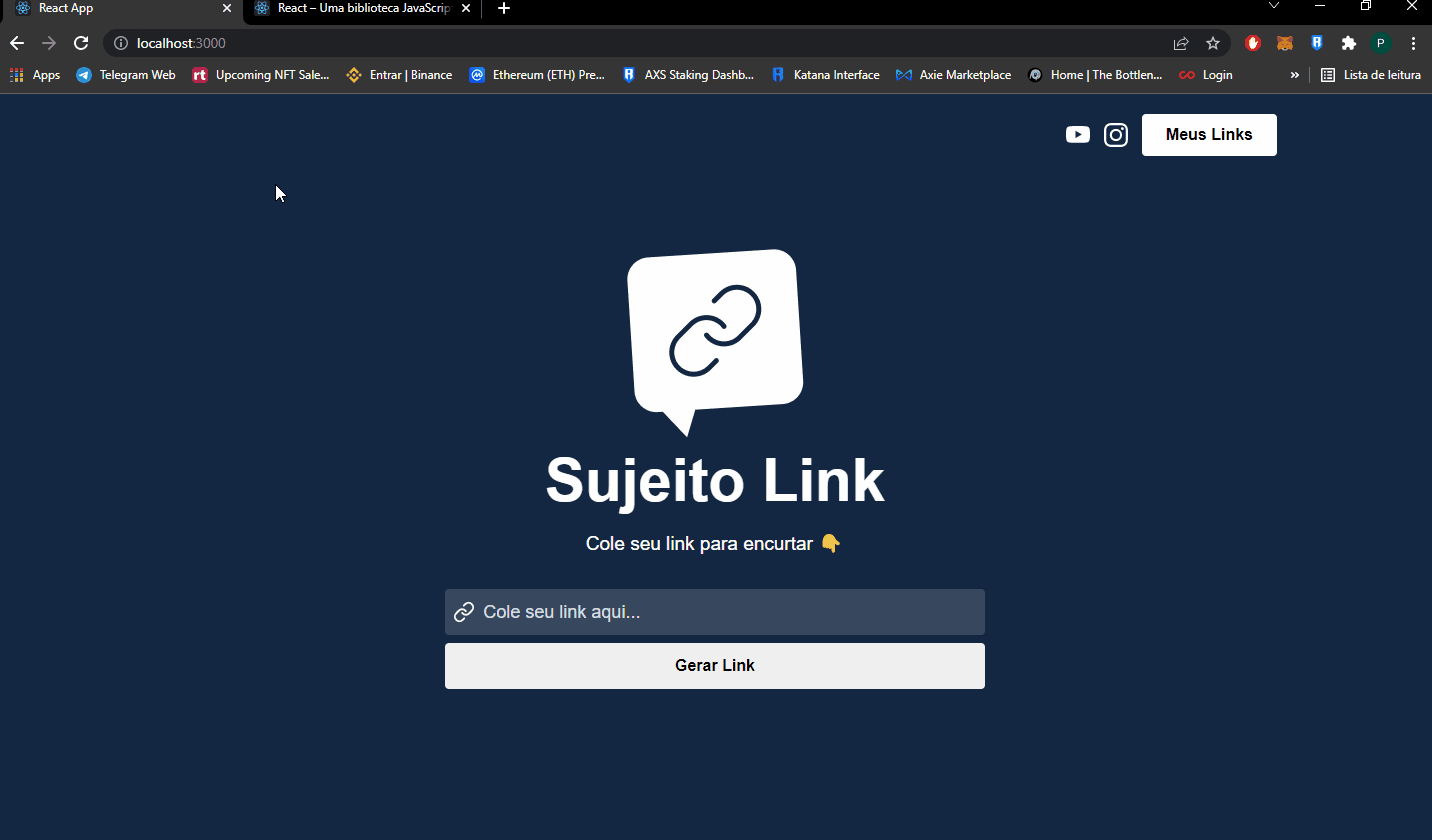 React App
React – Uma biblioteca JavaScrip
localhost:3000
P
Apps
Telegram Web
rt
Upcoming NFT Sale...
Entrar | Binance
Ethereum (ETH) Pre...
AXS Staking Dashb...
Katana Interface
Axie Marketplace
Home | The Bottlen...
Login
»
Lista de leitura
Meus Links
Sujeito Link
Cole seu link para encurtar 👇
Cole seu link aqui...
Gerar Link